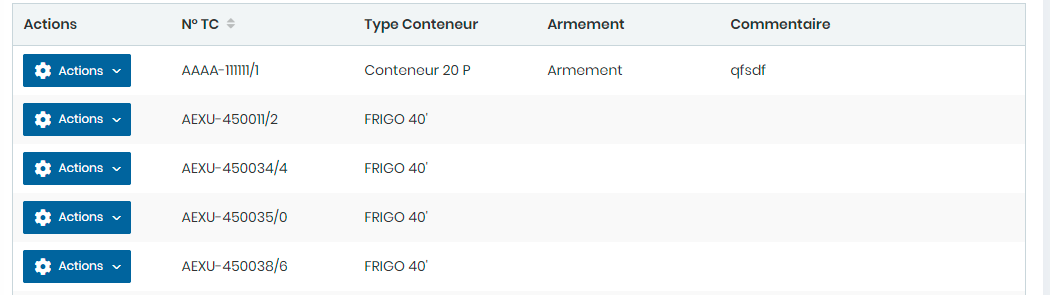 Actions N° TC Type Conteneur Armement Commentaire
Actions AAAA-111111/1 Conteneur 20 P Armement qfsdf
Actions AEXU-450011/2 FRIGO 40'
Actions AEXU-450034/4 FRIGO 40'
Actions AEXU-450035/0 FRIGO 40'
Actions AEXU-450038/6 FRIGO 40'